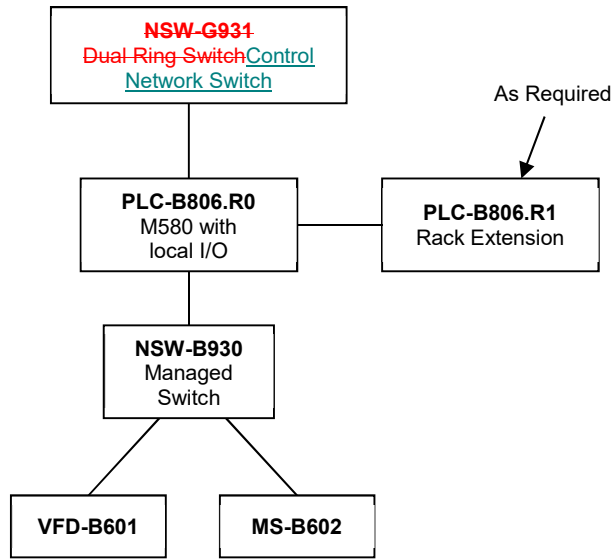 NSW-G931
Dual Ring SwitchControl
Network Switch
As Required
PLC-B806.R0
M580 with
local I/O
PLC-B806.R1
Rack Extension
NSW-B930
Managed
Switch
VFD-B601
MS-B602